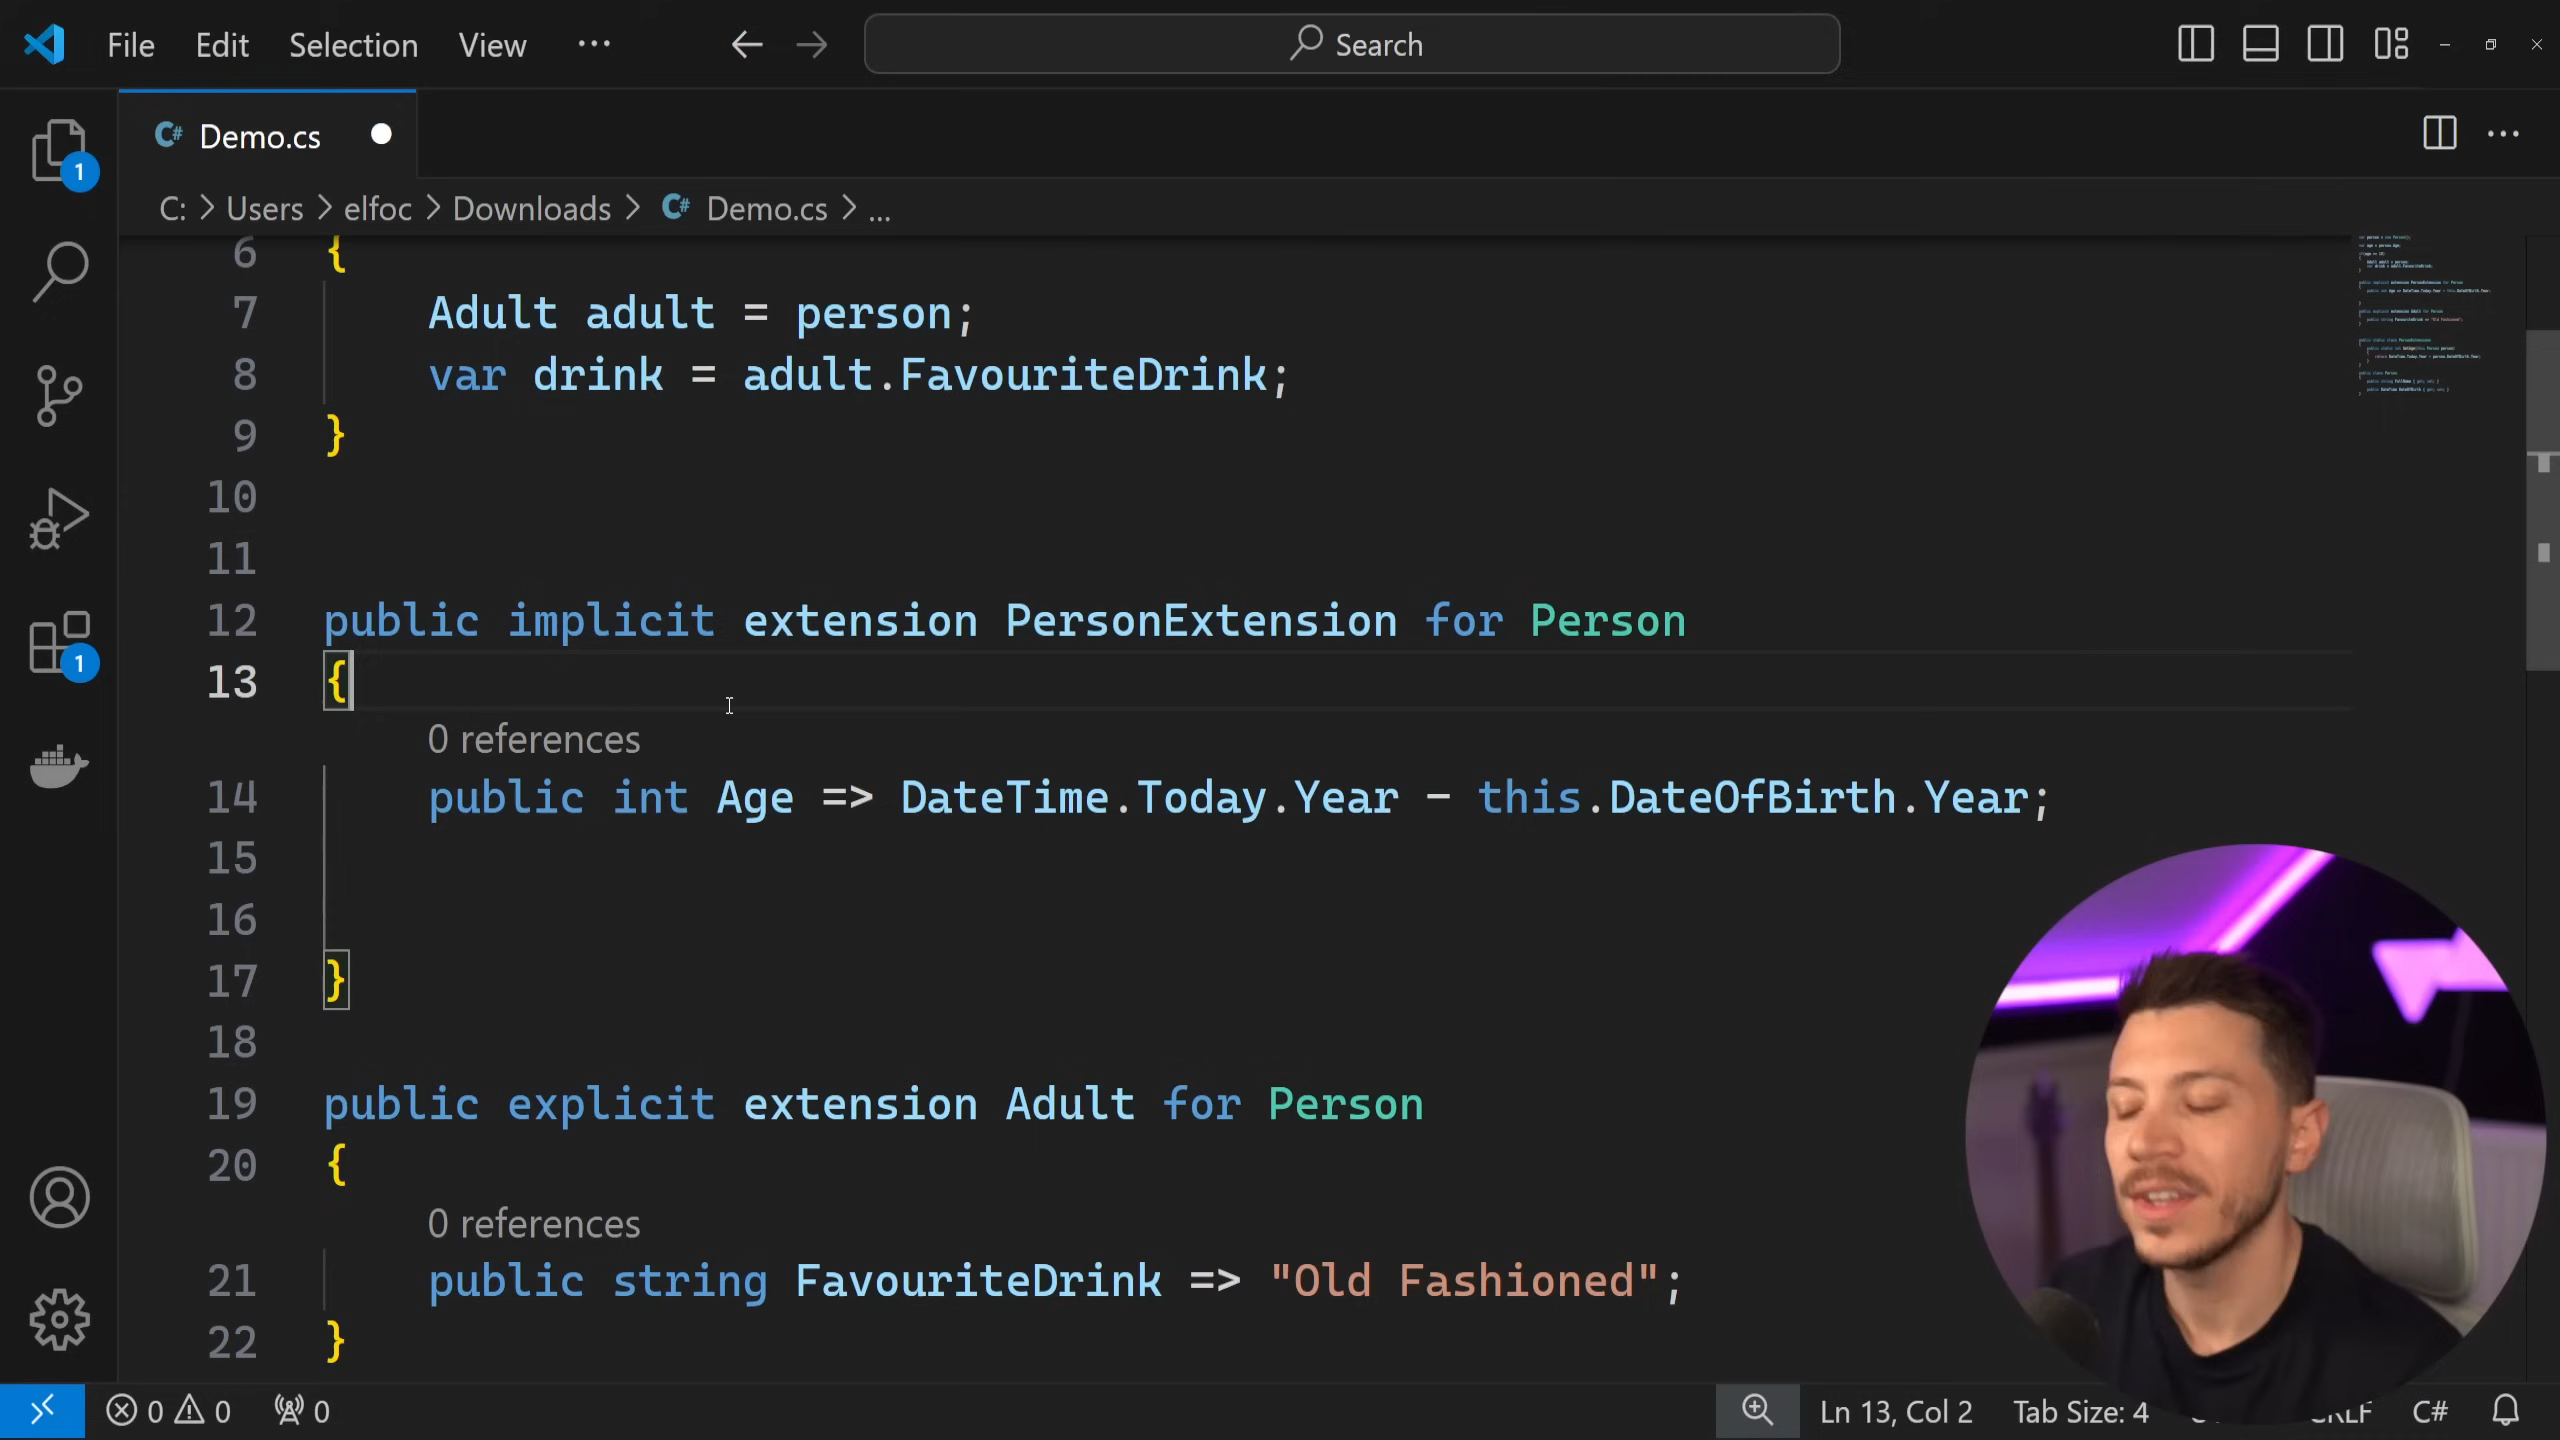 File Edit Selection View ··· Search
Demo.cs
1
C: > Users > elfoc > Downloads > Demo.cs > ...
6 {
7 Adult adult = person;
8 var drink = adult.FavouriteDrink;
9 }
10
11
12 public implicit extension PersonExtension for Person
13 {
0 references
14 public int Age => DateTime.Today.Year - this.DateOfBirth.Year;
15
16
17 }
18
19 public explicit extension Adult for Person
20 {
0 references
21 public string FavouriteDrink => "Old Fashioned";
22 }
1
0 0 0 Ln 13, Col 2 Tab Size: 4 CRLF C#